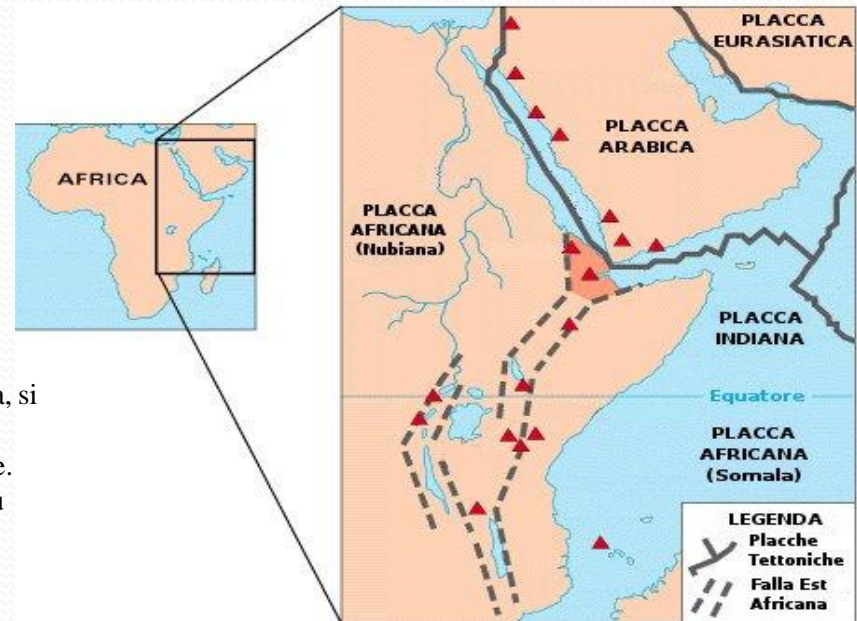 AFRICA
PLACCA
EURASIATICA
PLACCA
ARABICA
PLACCA
AFRICANA
(Nubiana)
PLACCA
INDIANA
Equatore
PLACCA
AFRICANA
(Somala)
LEGENDA
Placche
Tettoniche
Falla Est
Africana
, si
e.